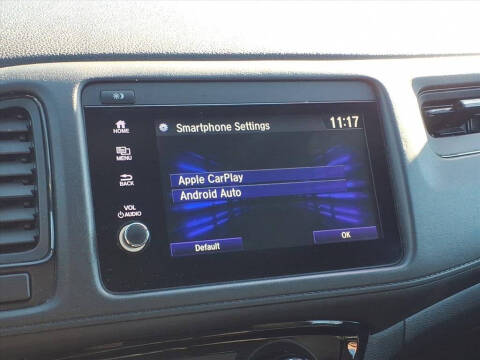 Smartphone Settings 11:17
HOME
MENU
BACK
VOL
AUDIO
Apple CarPlay
Android Auto
Default
OK